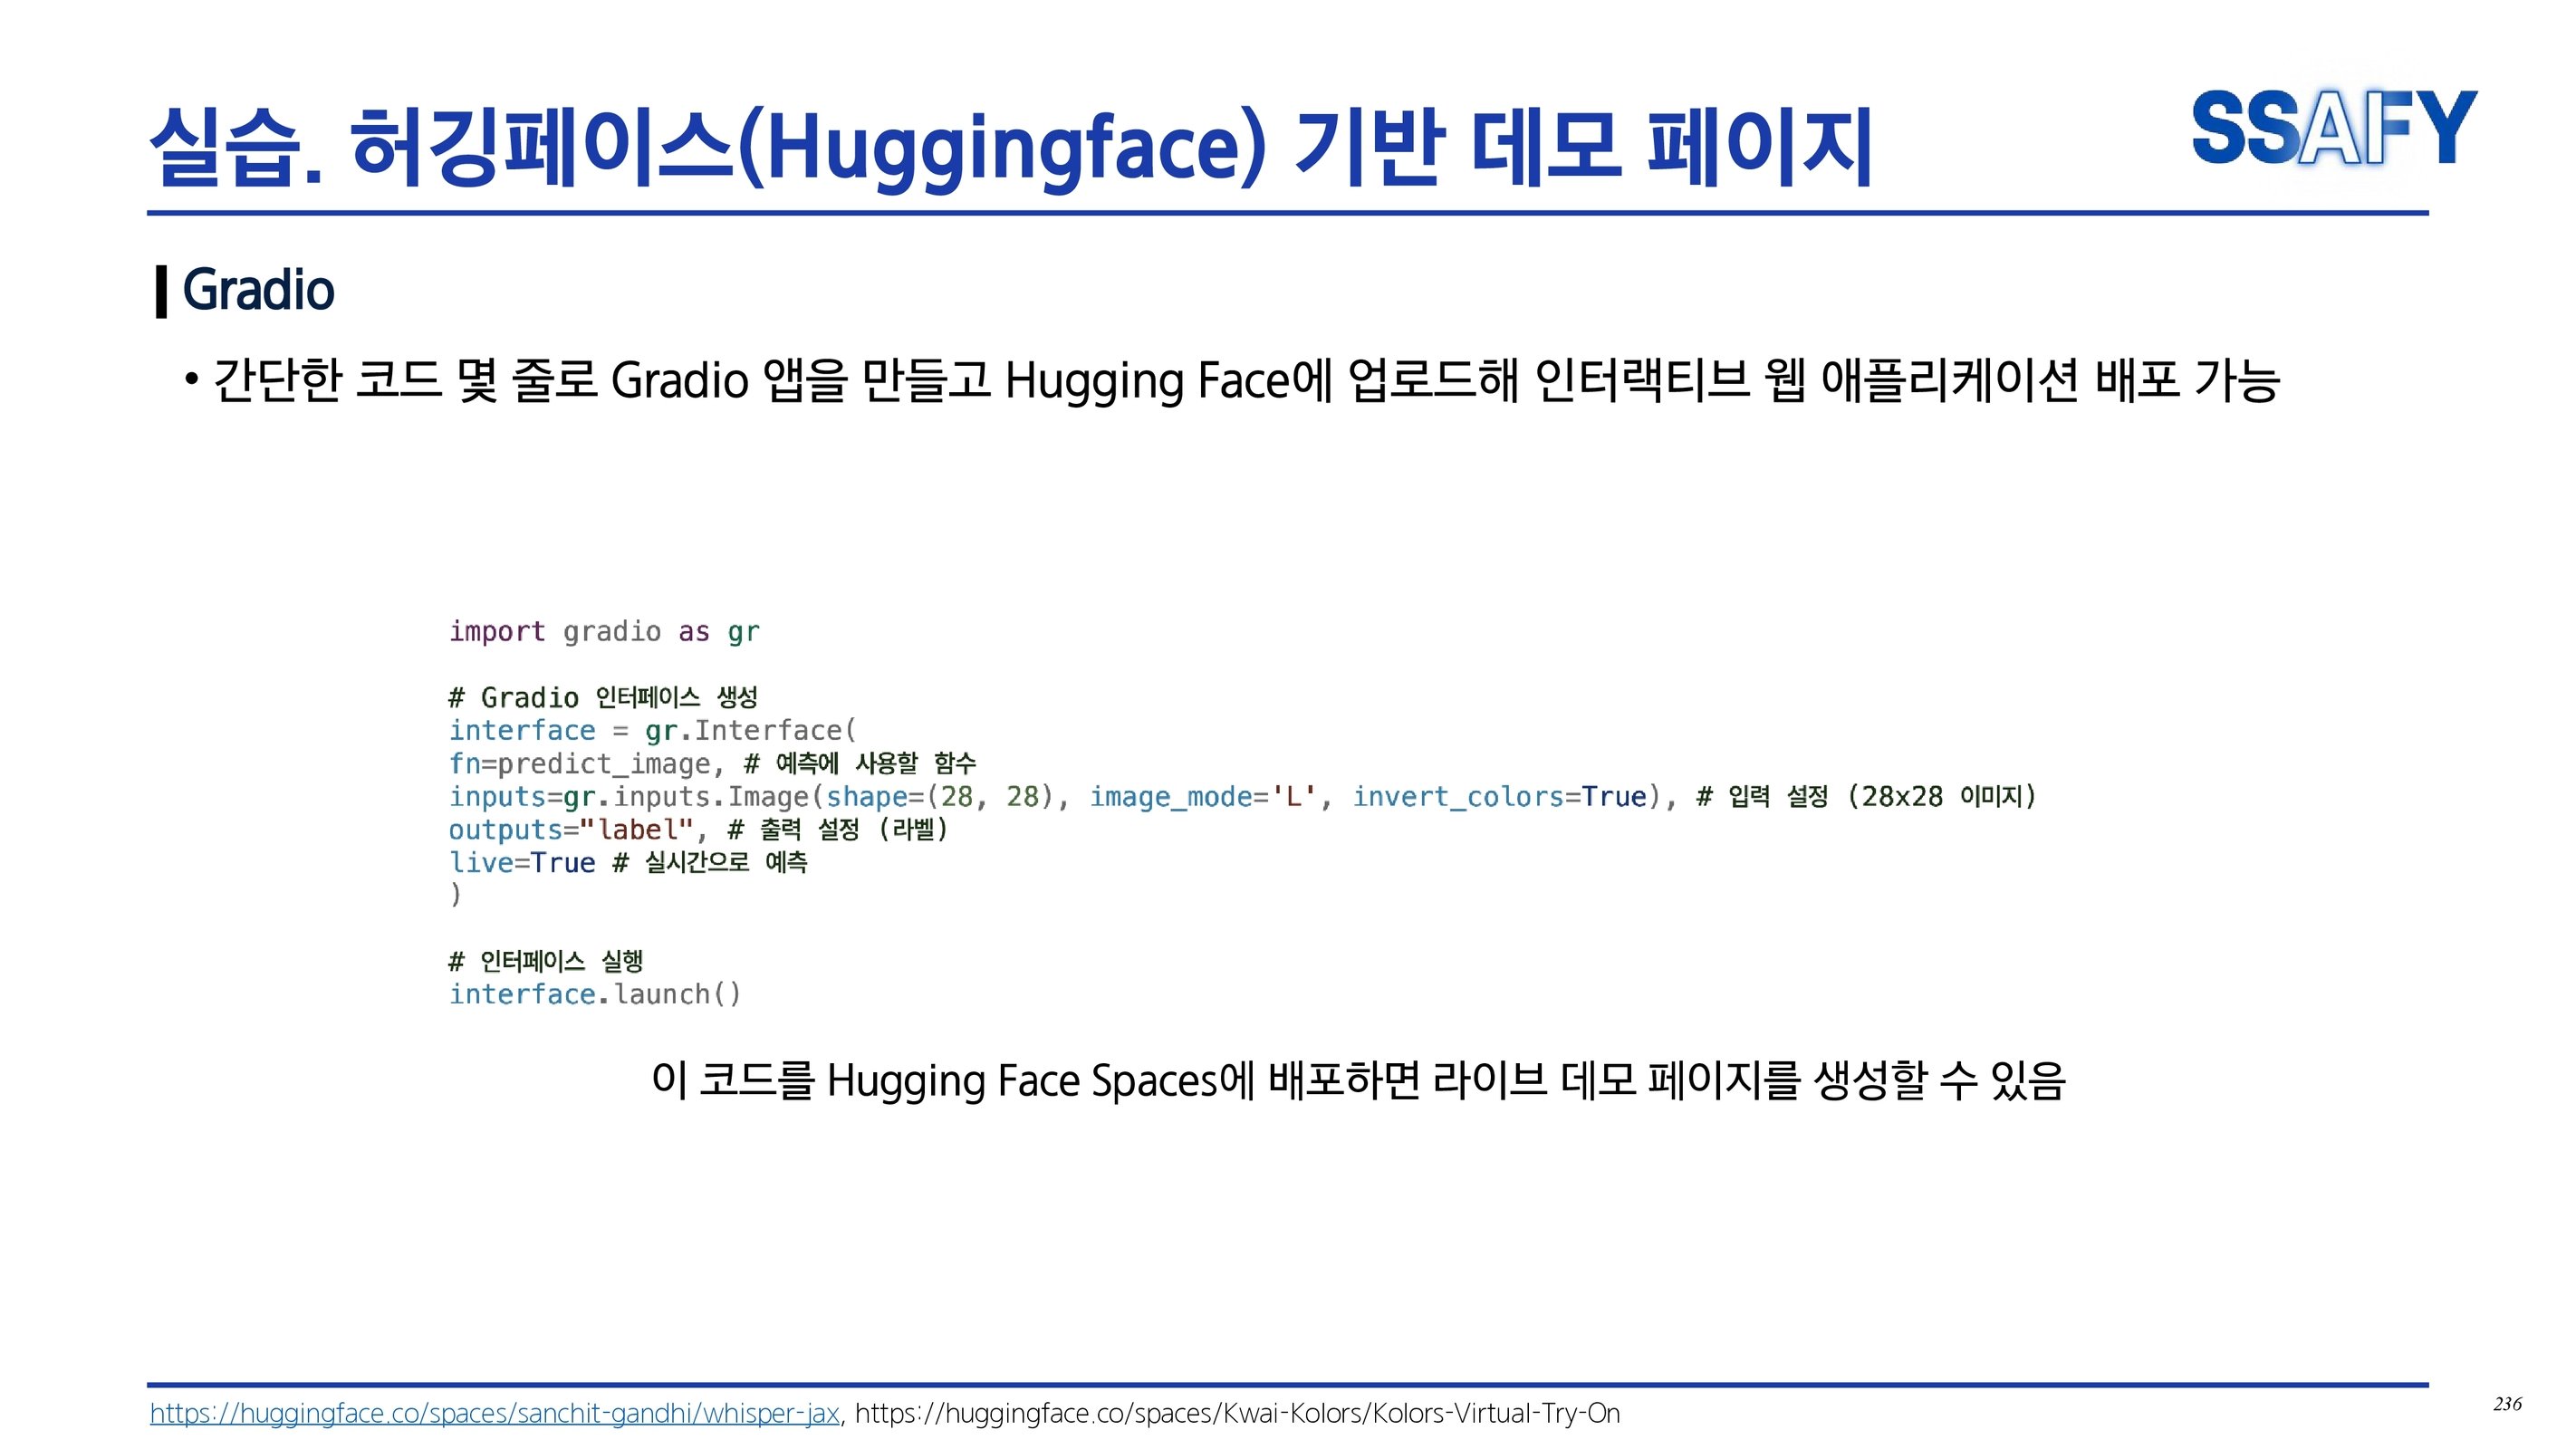 실습. 허깅페이스(Huggingface) 기반 데모 페이지
SSAFY
Gradio
• 간단한 코드 몇 줄로 Gradio 앱을 만들고 Hugging Face에 업로드해 인터랙티브 웹 애플리케이션 배포 가능
import gradio as gr
# Gradio 인터페이스 생성
interface = gr.Interface(
fn=predict_image, # 예측에 사용할 함수
inputs=gr.inputs.Image(shape=(28, 28), image_mode='L', invert_colors=True), # 입력 설정 (28x28 이미지)
outputs="label", # 출력 설정 (라벨)
live=True # 실시간으로 예측
)
# 인터페이스 실행
interface.launch()
이 코드를 Hugging Face Spaces에 배포하면 라이브 데모 페이지를 생성할 수 있음
https://huggingface.co/spaces/sanchit-gandhi/whisper-jax, https://huggingface.co/spaces/Kwai-Kolors/Kolors-Virtual-Try-On
236